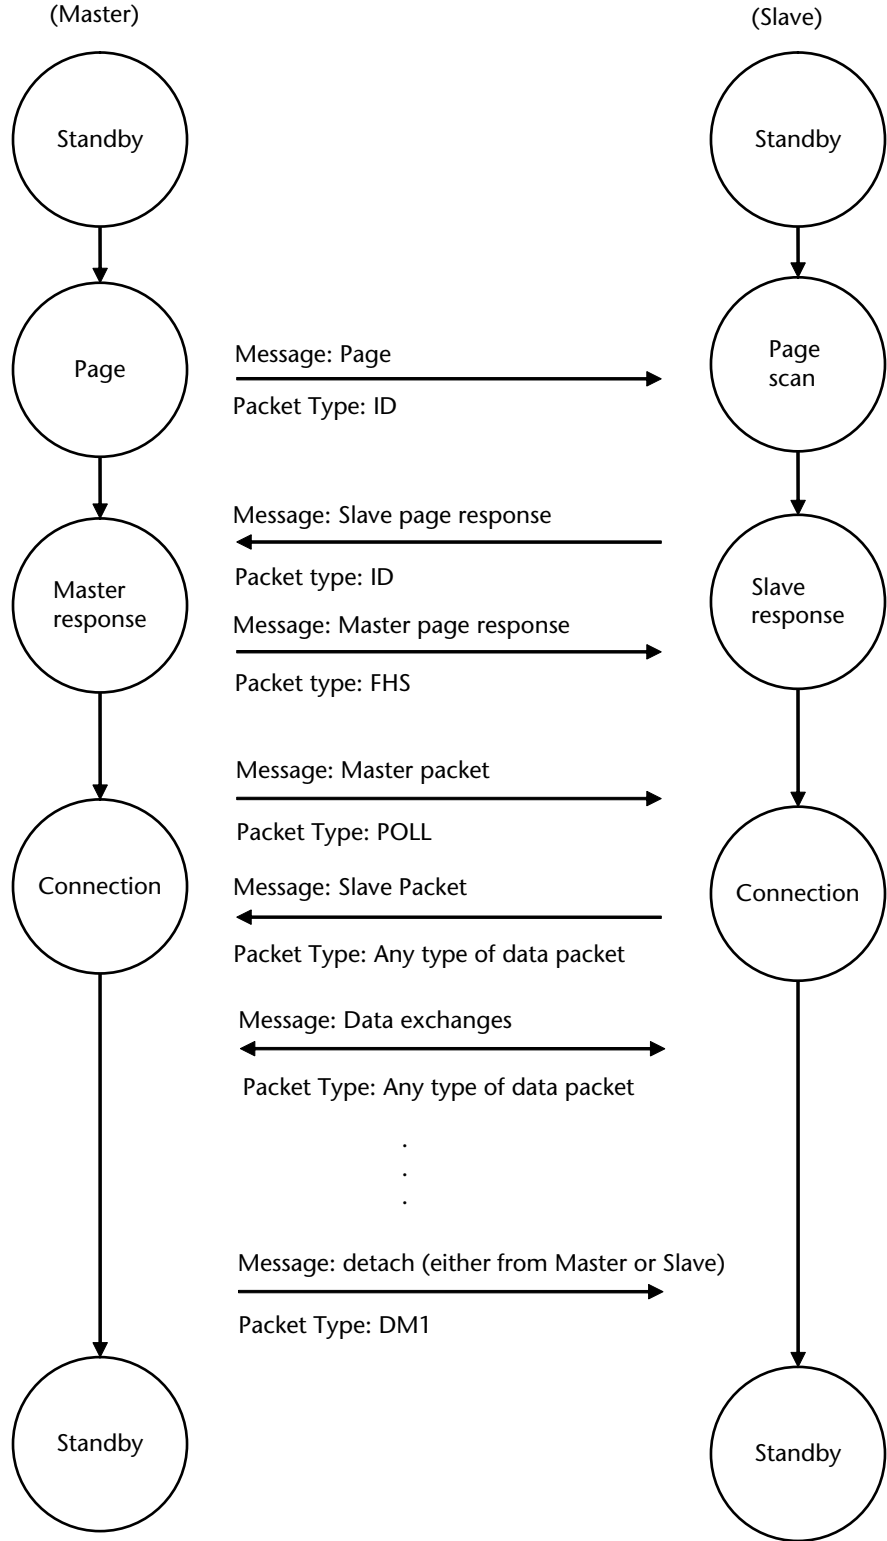 (Master)
(Slave)
Standby
Standby
Page
Message: Page
Packet Type: ID
Page
scan
Master
response
Message: Slave page response
Packet type: ID
Message: Master page response
Packet type: FHS
Slave
response
Connection
Message: Master packet
Packet Type: POLL
Message: Slave Packet
Packet Type: Any type of data packet
Connection
Message: Data exchanges
Packet Type: Any type of data packet
.
.
.
Message: detach (either from Master or Slave)
Packet Type: DM1
Standby
Standby